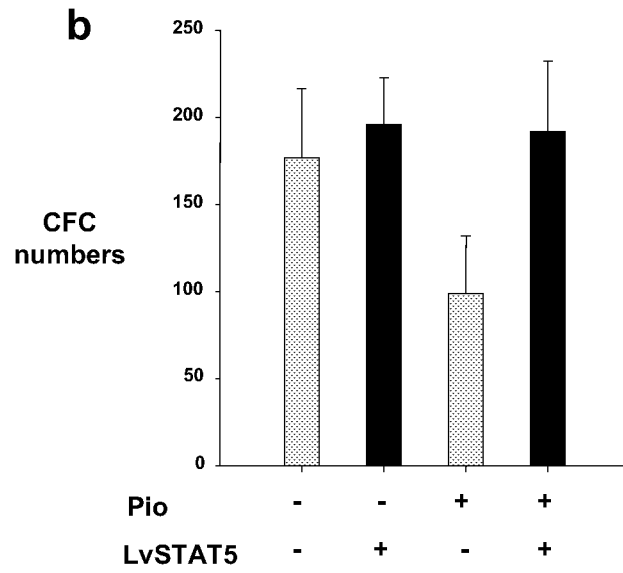 b
250
200
150
100
50
0
CFC
numbers
Pio - - + +
LvSTAT5 - + - +